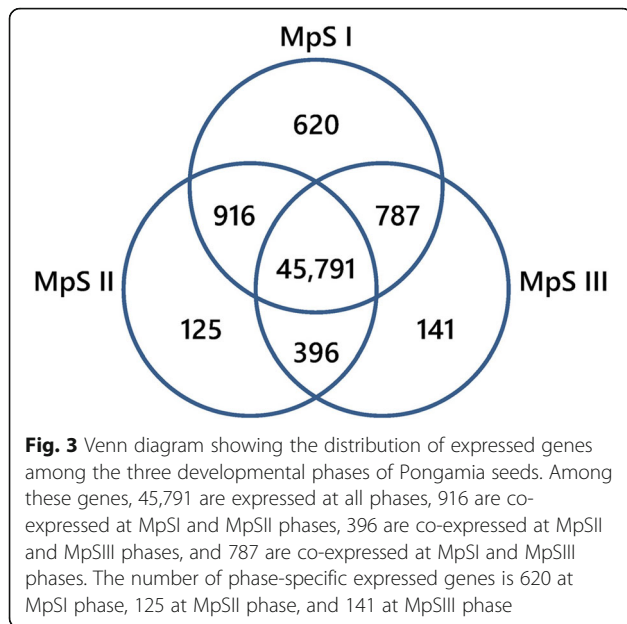 MpS I
620
916
787
45,791
MpS II
MpS III
125
141
396
Fig. 3 Venn diagram showing the distribution of expressed genes
among the three developmental phases of Pongamia seeds. Among
these genes, 45,791 are expressed at all phases, 916 are co-
expressed at MpSI and MpSII phases, 396 are co-expressed at MpSII
and MpSIII phases, and 787 are co-expressed at MpSI and MpSIII
phases. The number of phase-specific expressed genes is 620 at
MpSI phase, 125 at MpSII phase, and 141 at MpSIII phase